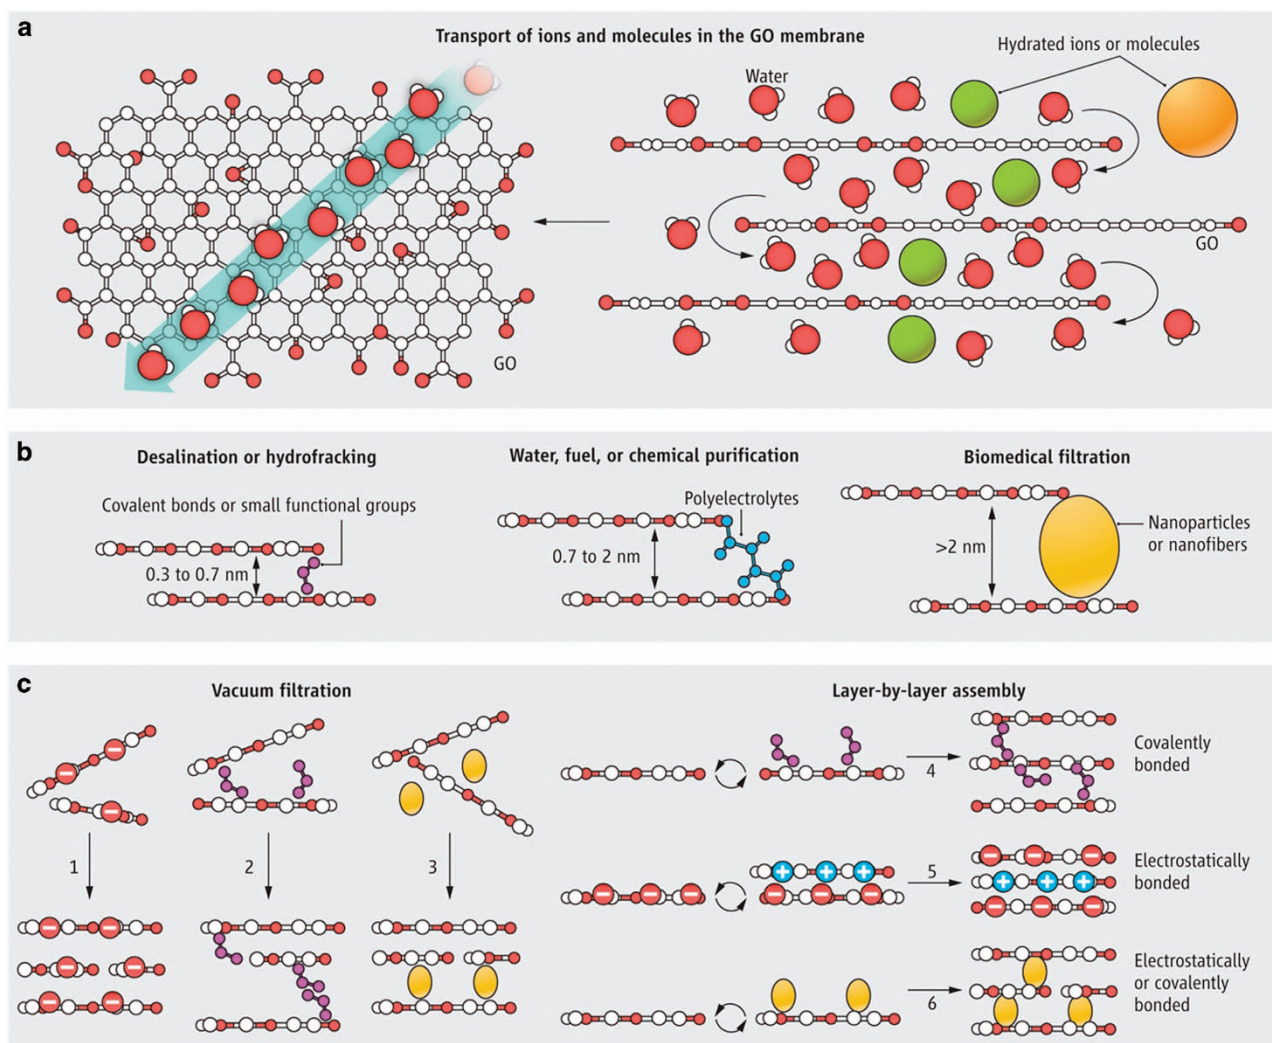 a
Transport of ions and molecules in the GO membrane
Hydrated ions or molecules
Water
GO
GO
b
Desalination or hydrofracking
Covalent bonds or small functional groups
0.3 to 0.7 nm
Water, fuel, or chemical purification
Polyelectrolytes
0.7 to 2 nm
Biomedical filtration
>2 nm
Nanoparticles
or nanofibers
c
Vacuum filtration
1
2
3
Layer-by-layer assembly
4
Covalently
bonded
5
Electrostatically
bonded
6
Electrostatically
or covalently
bonded